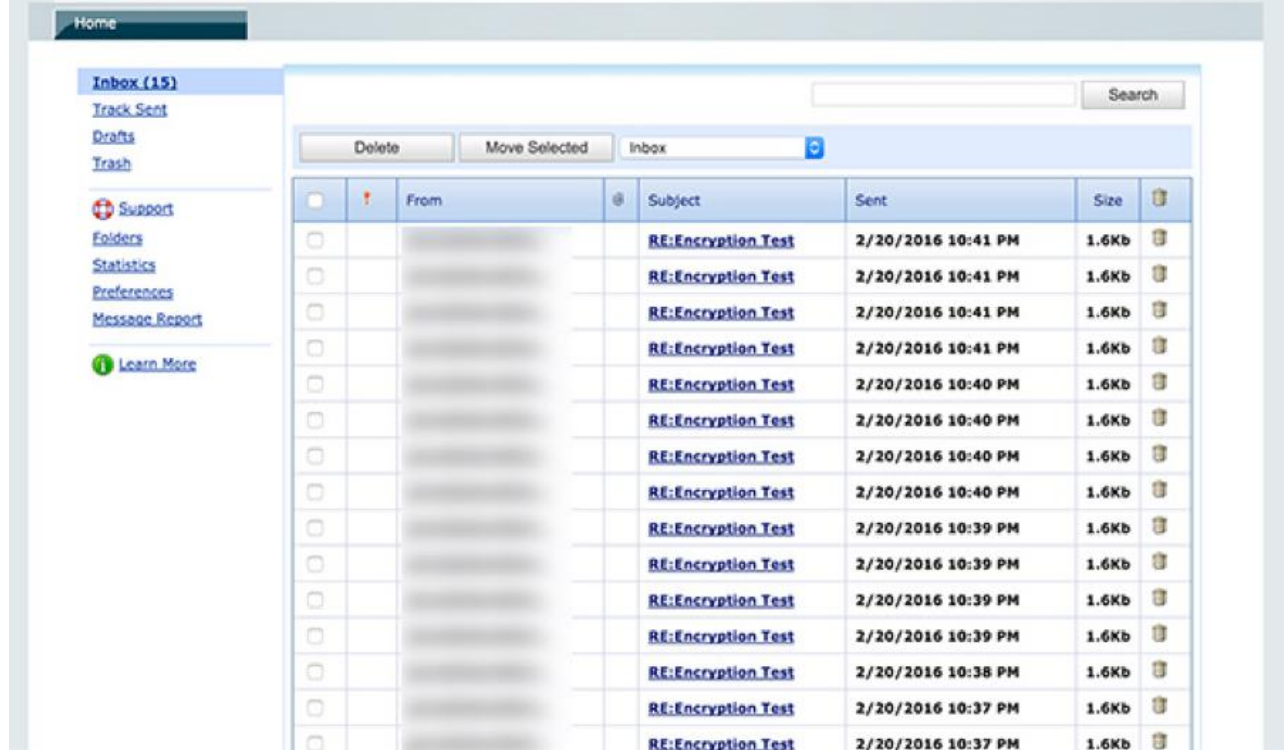 Home
Inbox (15)
Track Sent
Drafts
Trash
Support
Folders
Statistics
Preferences
Message Report
Learn More
Search
Delete Move Selected Inbox
From Subject Sent Size
RE:Encryption Test 2/20/2016 10:41 PM 1.6Kb
RE:Encryption Test 2/20/2016 10:41 PM 1.6Kb
RE:Encryption Test 2/20/2016 10:41 PM 1.6Kb
RE:Encryption Test 2/20/2016 10:41 PM 1.6Kb
RE:Encryption Test 2/20/2016 10:40 PM 1.6Kb
RE:Encryption Test 2/20/2016 10:40 PM 1.6Kb
RE:Encryption Test 2/20/2016 10:40 PM 1.6Kb
RE:Encryption Test 2/20/2016 10:40 PM 1.6Kb
RE:Encryption Test 2/20/2016 10:39 PM 1.6Kb
RE:Encryption Test 2/20/2016 10:39 PM 1.6Kb
RE:Encryption Test 2/20/2016 10:39 PM 1.6Kb
RE:Encryption Test 2/20/2016 10:39 PM 1.6Kb
RE:Encryption Test 2/20/2016 10:38 PM 1.6Kb
RE:Encryption Test 2/20/2016 10:37 PM 1.6Kb
RE:Encryption Test 2/20/2016 10:37 PM 1.6Kb